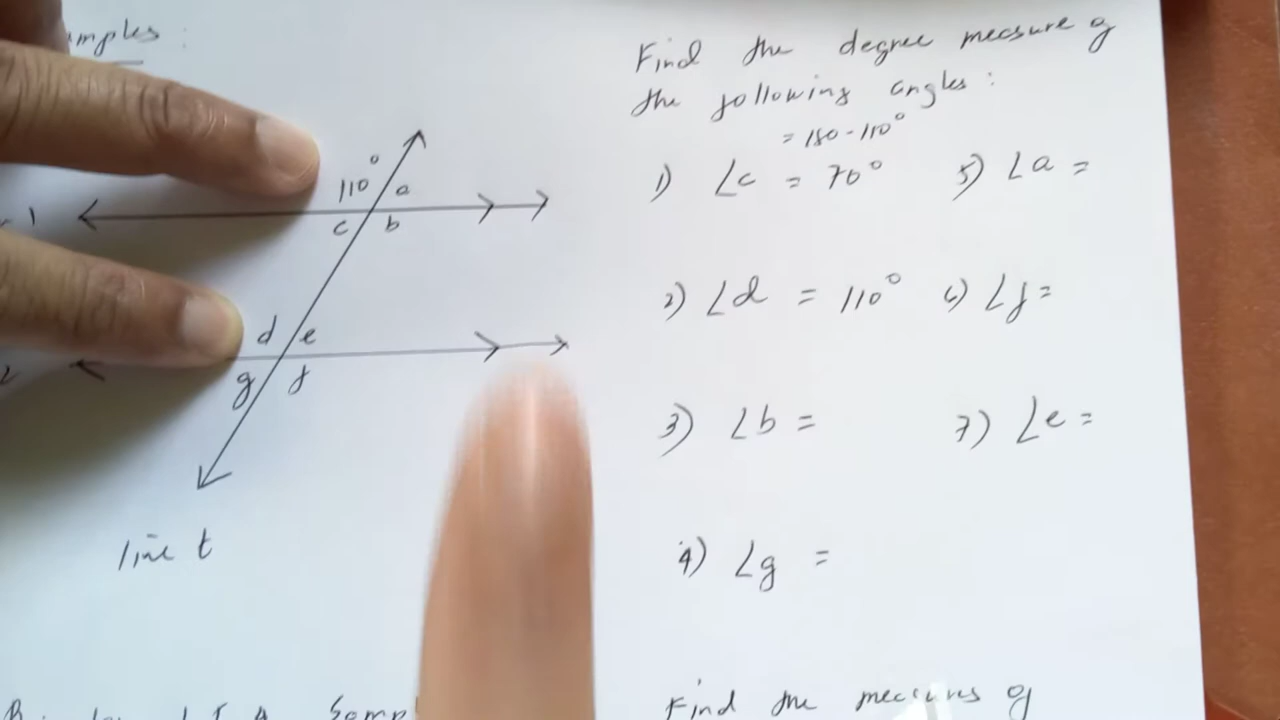 mples :
Find the degree measure of
the following angles :
= 180 - 110°
1) ∠c = 70°
5) ∠a =
110°
a
c
b
2) ∠d = 110°
6) ∠f =
d
e
g
f
3) ∠b =
7) ∠e =
line t
4) ∠g =
Find the measures of